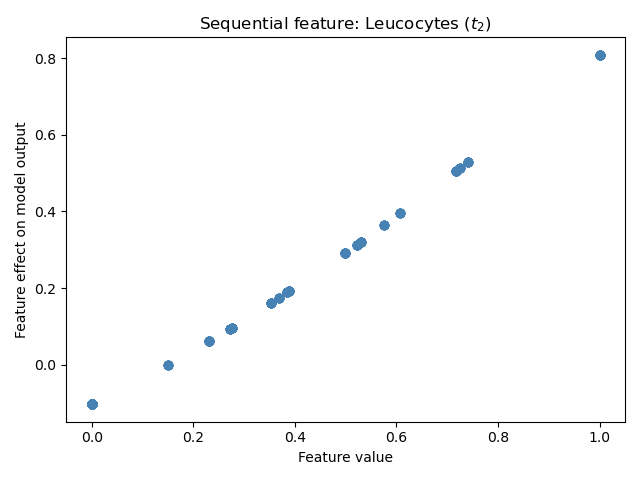 Sequential feature: Leucocytes ($t_2$)
Feature effect on model output
0.8
0.6
0.4
0.2
0.0
0.0 0.2 0.4 0.6 0.8 1.0
Feature value